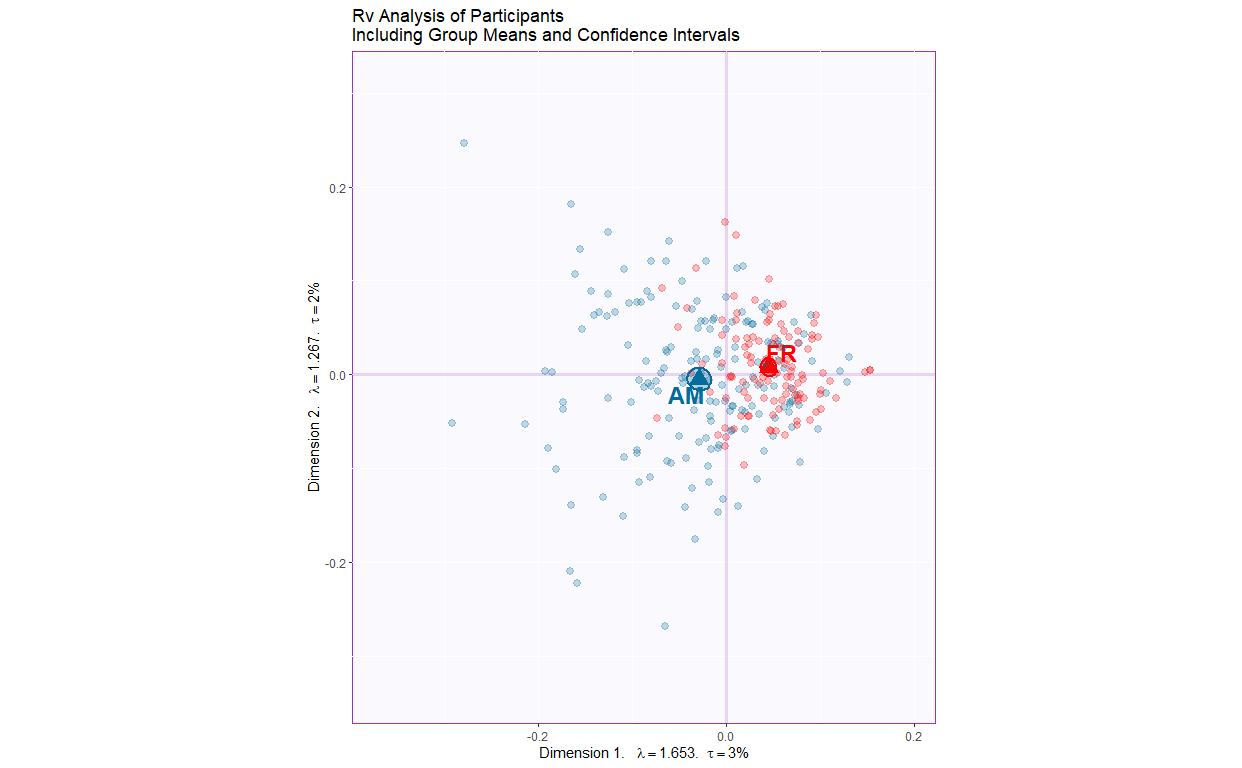 Rv Analysis of Participants
Including Group Means and Confidence Intervals
0.2
0.0
-0.2
Dimension 2. λ = 1.267. τ = 2%
FR
AM
-0.2 0.0 0.2
Dimension 1. λ = 1.653. τ = 3%